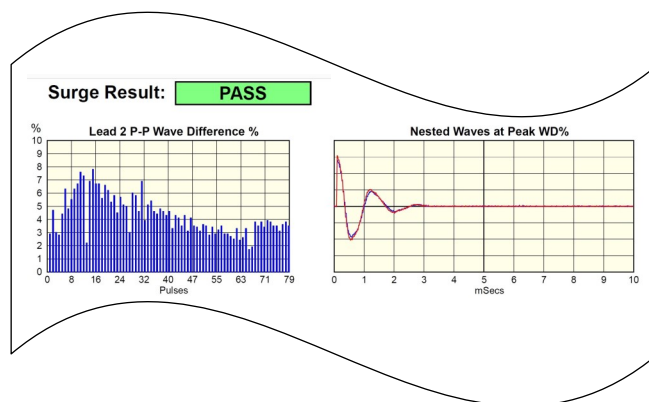 Surge Result: PASS
%
Lead 2 P-P Wave Difference %
10
9
8
7
6
5
4
3
2
1
0
0 8 16 24 32 40 47 55 63 71 79
Pulses
Nested Waves at Peak WD%
0 1 2 3 4 5 6 7 8 9 10
mSecs